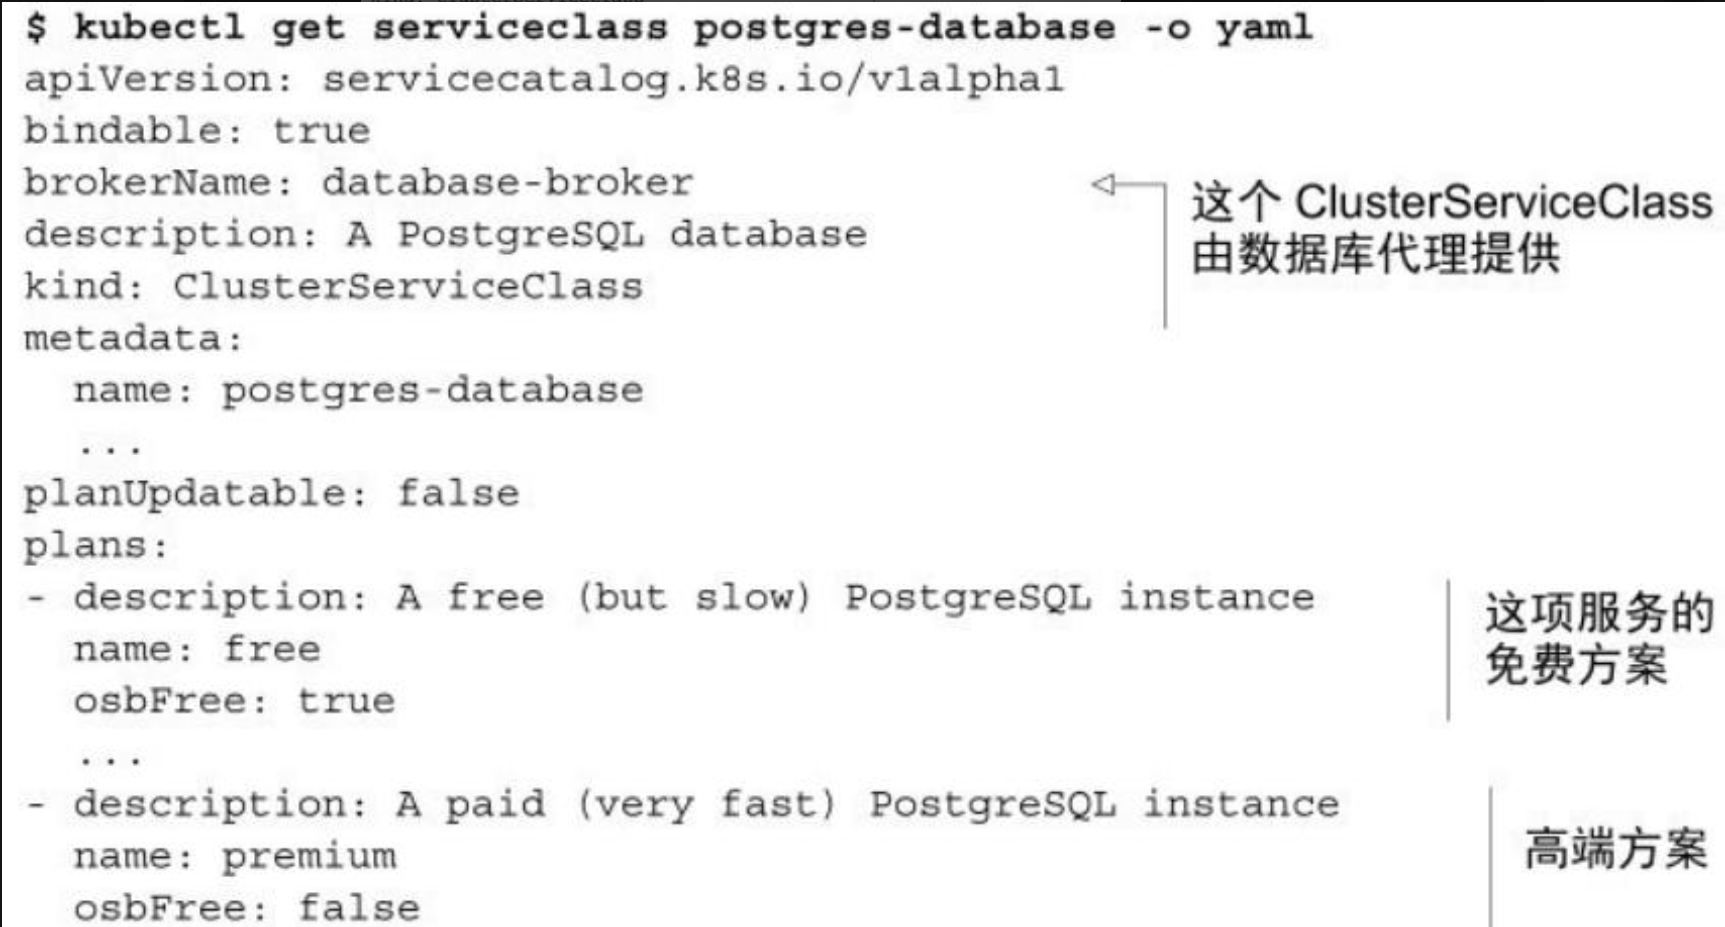 $ kubectl get serviceclass postgres-database -o yaml
apiVersion: servicecatalog.k8s.io/v1alpha1
bindable: true
brokerName: database-broker
这个 ClusterServiceClass
由数据库代理提供
description: A PostgreSQL database
kind: ClusterServiceClass
metadata:
  name: postgres-database
  ...
planUpdatable: false
plans:
- description: A free (but slow) PostgreSQL instance
  name: free
  osbFree: true
这项服务的
免费方案
  ...
- description: A paid (very fast) PostgreSQL instance
  name: premium
  osbFree: false
高端方案